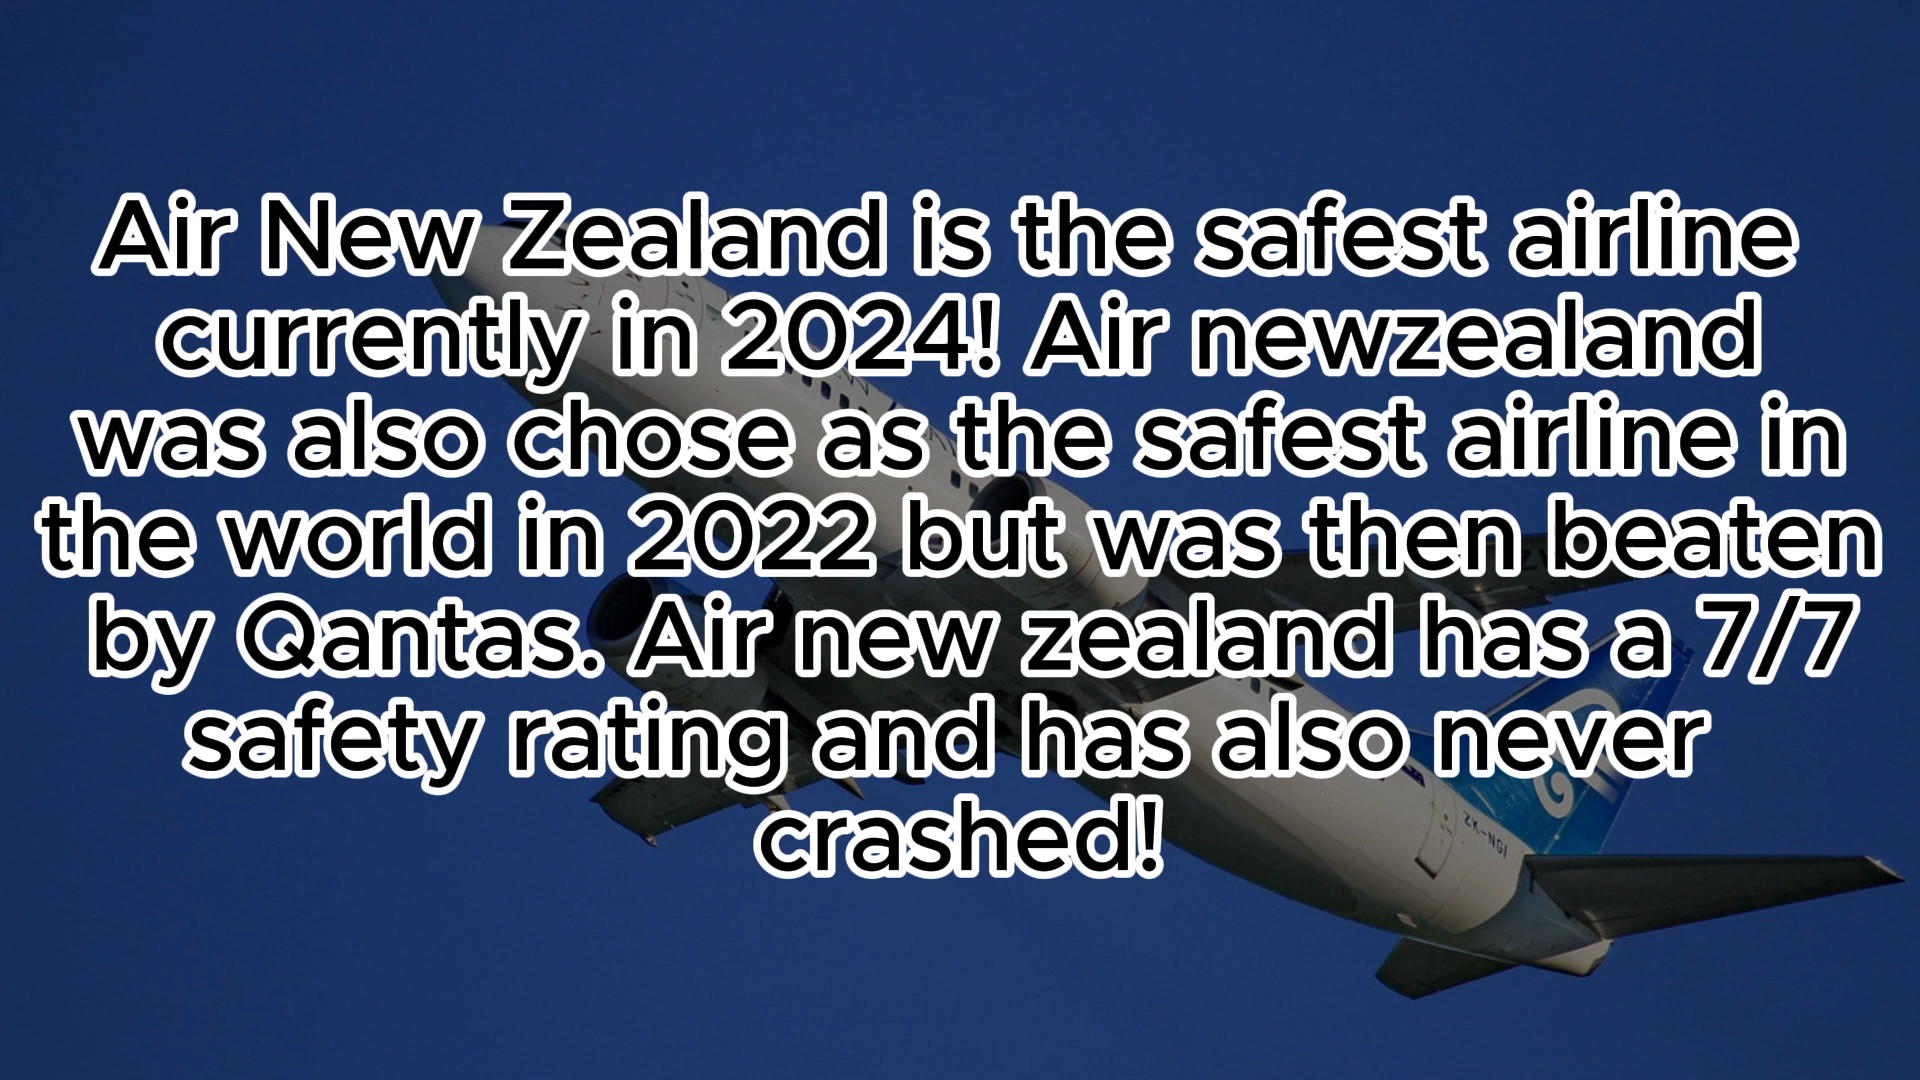 Air New Zealand is the safest airline
currently in 2024! Air newzealand
was also chose as the safest airline in
the world in 2022 but was then beaten
by Qantas. Air new zealand has a 7/7
safety rating and has also never
crashed!
ZK-NGI